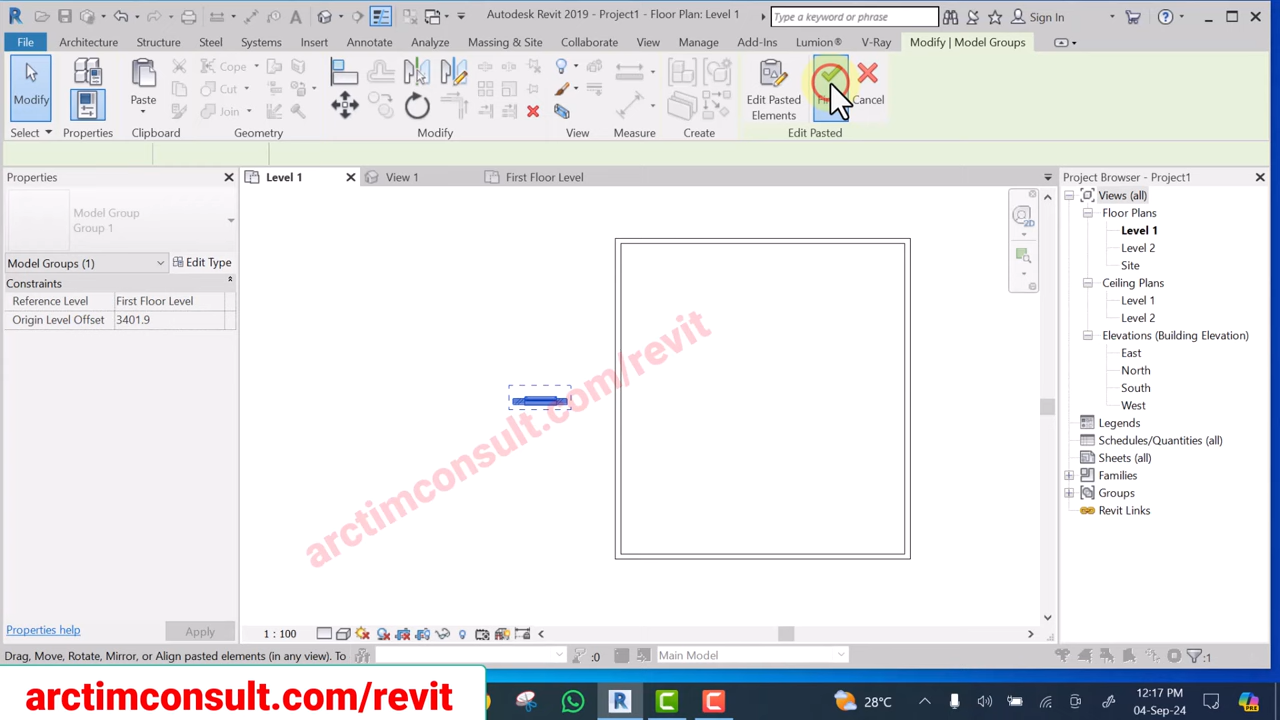 Autodesk Revit 2019 - Project1 - Floor Plan: Level 1
Type a keyword or phrase
Sign In
File Architecture Structure Steel Systems Insert Annotate Analyze Massing & Site Collaborate View Manage Add-Ins Lumion® V-Ray Modify | Model Groups
Modify
Paste
Cope
Cut
Join
Edit Pasted
Elements
Cancel
Select Properties Clipboard Geometry Modify View Measure Create Edit Pasted
Properties
Level 1
View 1
First Floor Level
Project Browser - Project1
Model Group
Group 1
Model Groups (1)
Edit Type
Constraints
Reference Level First Floor Level
Origin Level Offset 3401.9
2D
Views (all)
Floor Plans
Level 1
Level 2
Site
Ceiling Plans
Level 1
Level 2
Elevations (Building Elevation)
East
North
South
West
Legends
Schedules/Quantities (all)
Sheets (all)
Families
Groups
Revit Links
arctimconsult.com/revit
Properties help
Apply
1 : 100
Drag, Move, Rotate, Mirror, or Align pasted elements (in any view). To
:0
Main Model
:1
arctimconsult.com/revit
28°C
12:17 PM
04-Sep-24
PRE